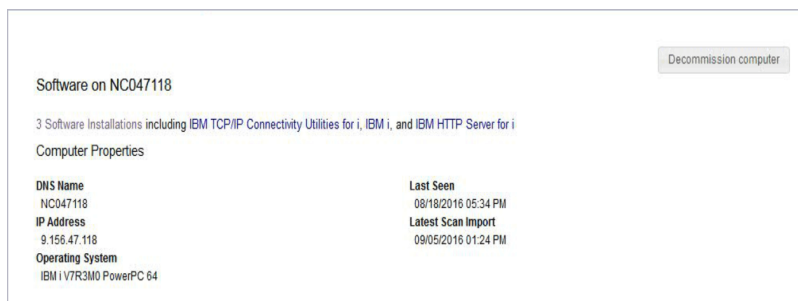 Decommission computer
Software on NC047118
3 Software Installations including IBM TCP/IP Connectivity Utilities for i, IBM i, and IBM HTTP Server for i
Computer Properties
DNS Name
NC047118
IP Address
9.156.47.118
Operating System
IBM i V7R3M0 PowerPC 64
Last Seen
08/18/2016 05:34 PM
Latest Scan Import
09/05/2016 01:24 PM